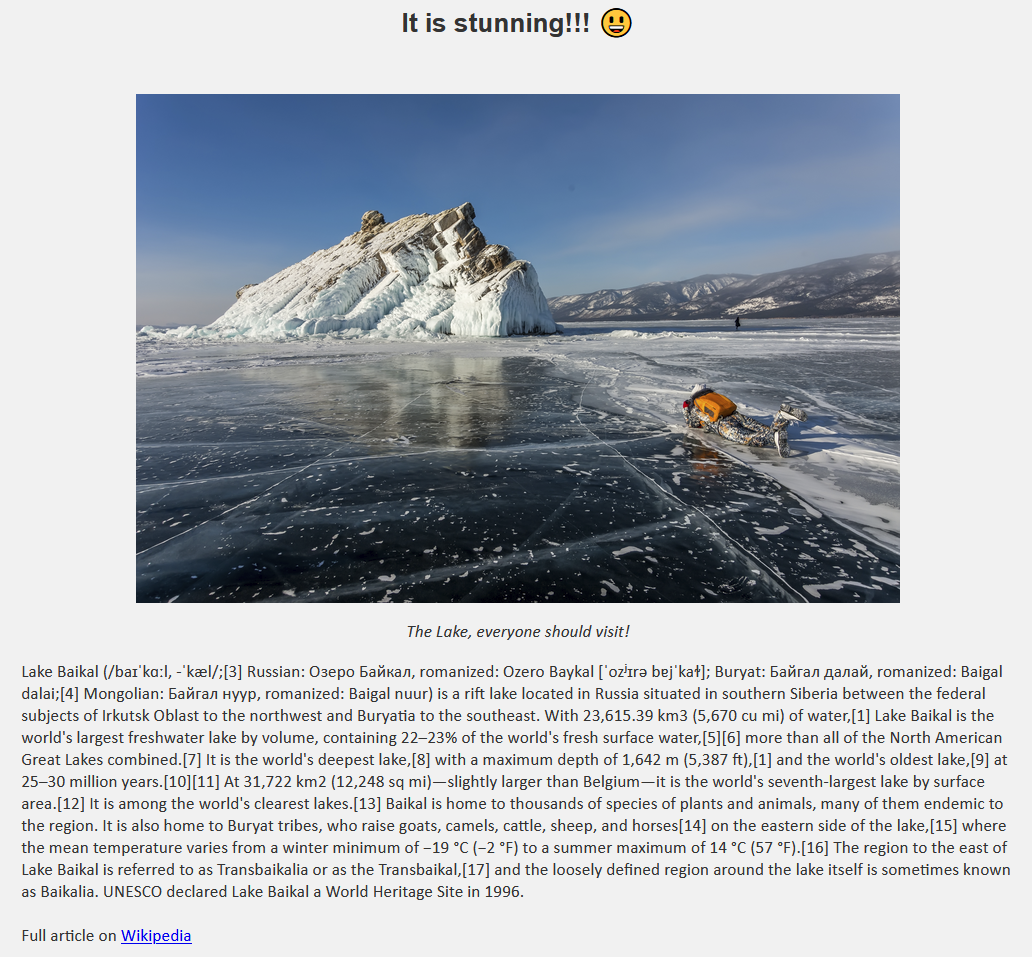 It is stunning!!! 😃
The Lake, everyone should visit!
Lake Baikal (/baɪˈkɑːl, -ˈkæl/;[3] Russian: Озеро Байкал, romanized: Ozero Baykal [ˈozʲɪrə bɐjˈkaɫ]; Buryat: Байгал далай, romanized: Baigal
dalai;[4] Mongolian: Байгал нуур, romanized: Baigal nuur) is a rift lake located in Russia situated in southern Siberia between the federal
subjects of Irkutsk Oblast to the northwest and Buryatia to the southeast. With 23,615.39 km3 (5,670 cu mi) of water,[1] Lake Baikal is the
world's largest freshwater lake by volume, containing 22–23% of the world's fresh surface water,[5][6] more than all of the North American
Great Lakes combined.[7] It is the world's deepest lake,[8] with a maximum depth of 1,642 m (5,387 ft),[1] and the world's oldest lake,[9] at
25–30 million years.[10][11] At 31,722 km2 (12,248 sq mi)—slightly larger than Belgium—it is the world's seventh-largest lake by surface
area.[12] It is among the world's clearest lakes.[13] Baikal is home to thousands of species of plants and animals, many of them endemic to
the region. It is also home to Buryat tribes, who raise goats, camels, cattle, sheep, and horses[14] on the eastern side of the lake,[15] where
the mean temperature varies from a winter minimum of −19 °C (−2 °F) to a summer maximum of 14 °C (57 °F).[16] The region to the east of
Lake Baikal is referred to as Transbaikalia or as the Transbaikal,[17] and the loosely defined region around the lake itself is sometimes known
as Baikalia. UNESCO declared Lake Baikal a World Heritage Site in 1996.
Full article on Wikipedia